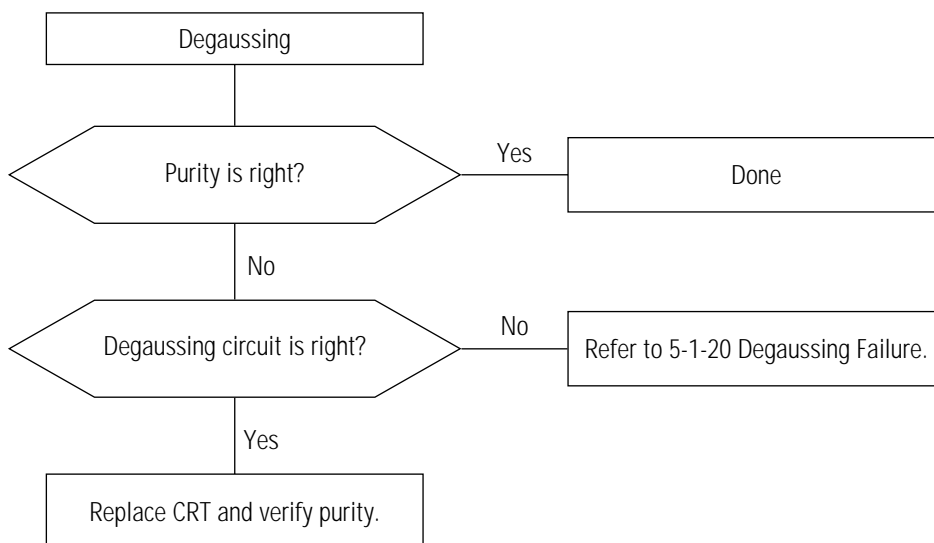 Degaussing
Purity is right?
Yes
Done
No
Degaussing circuit is right?
No
Refer to 5-1-20 Degaussing Failure.
Yes
Replace CRT and verify purity.